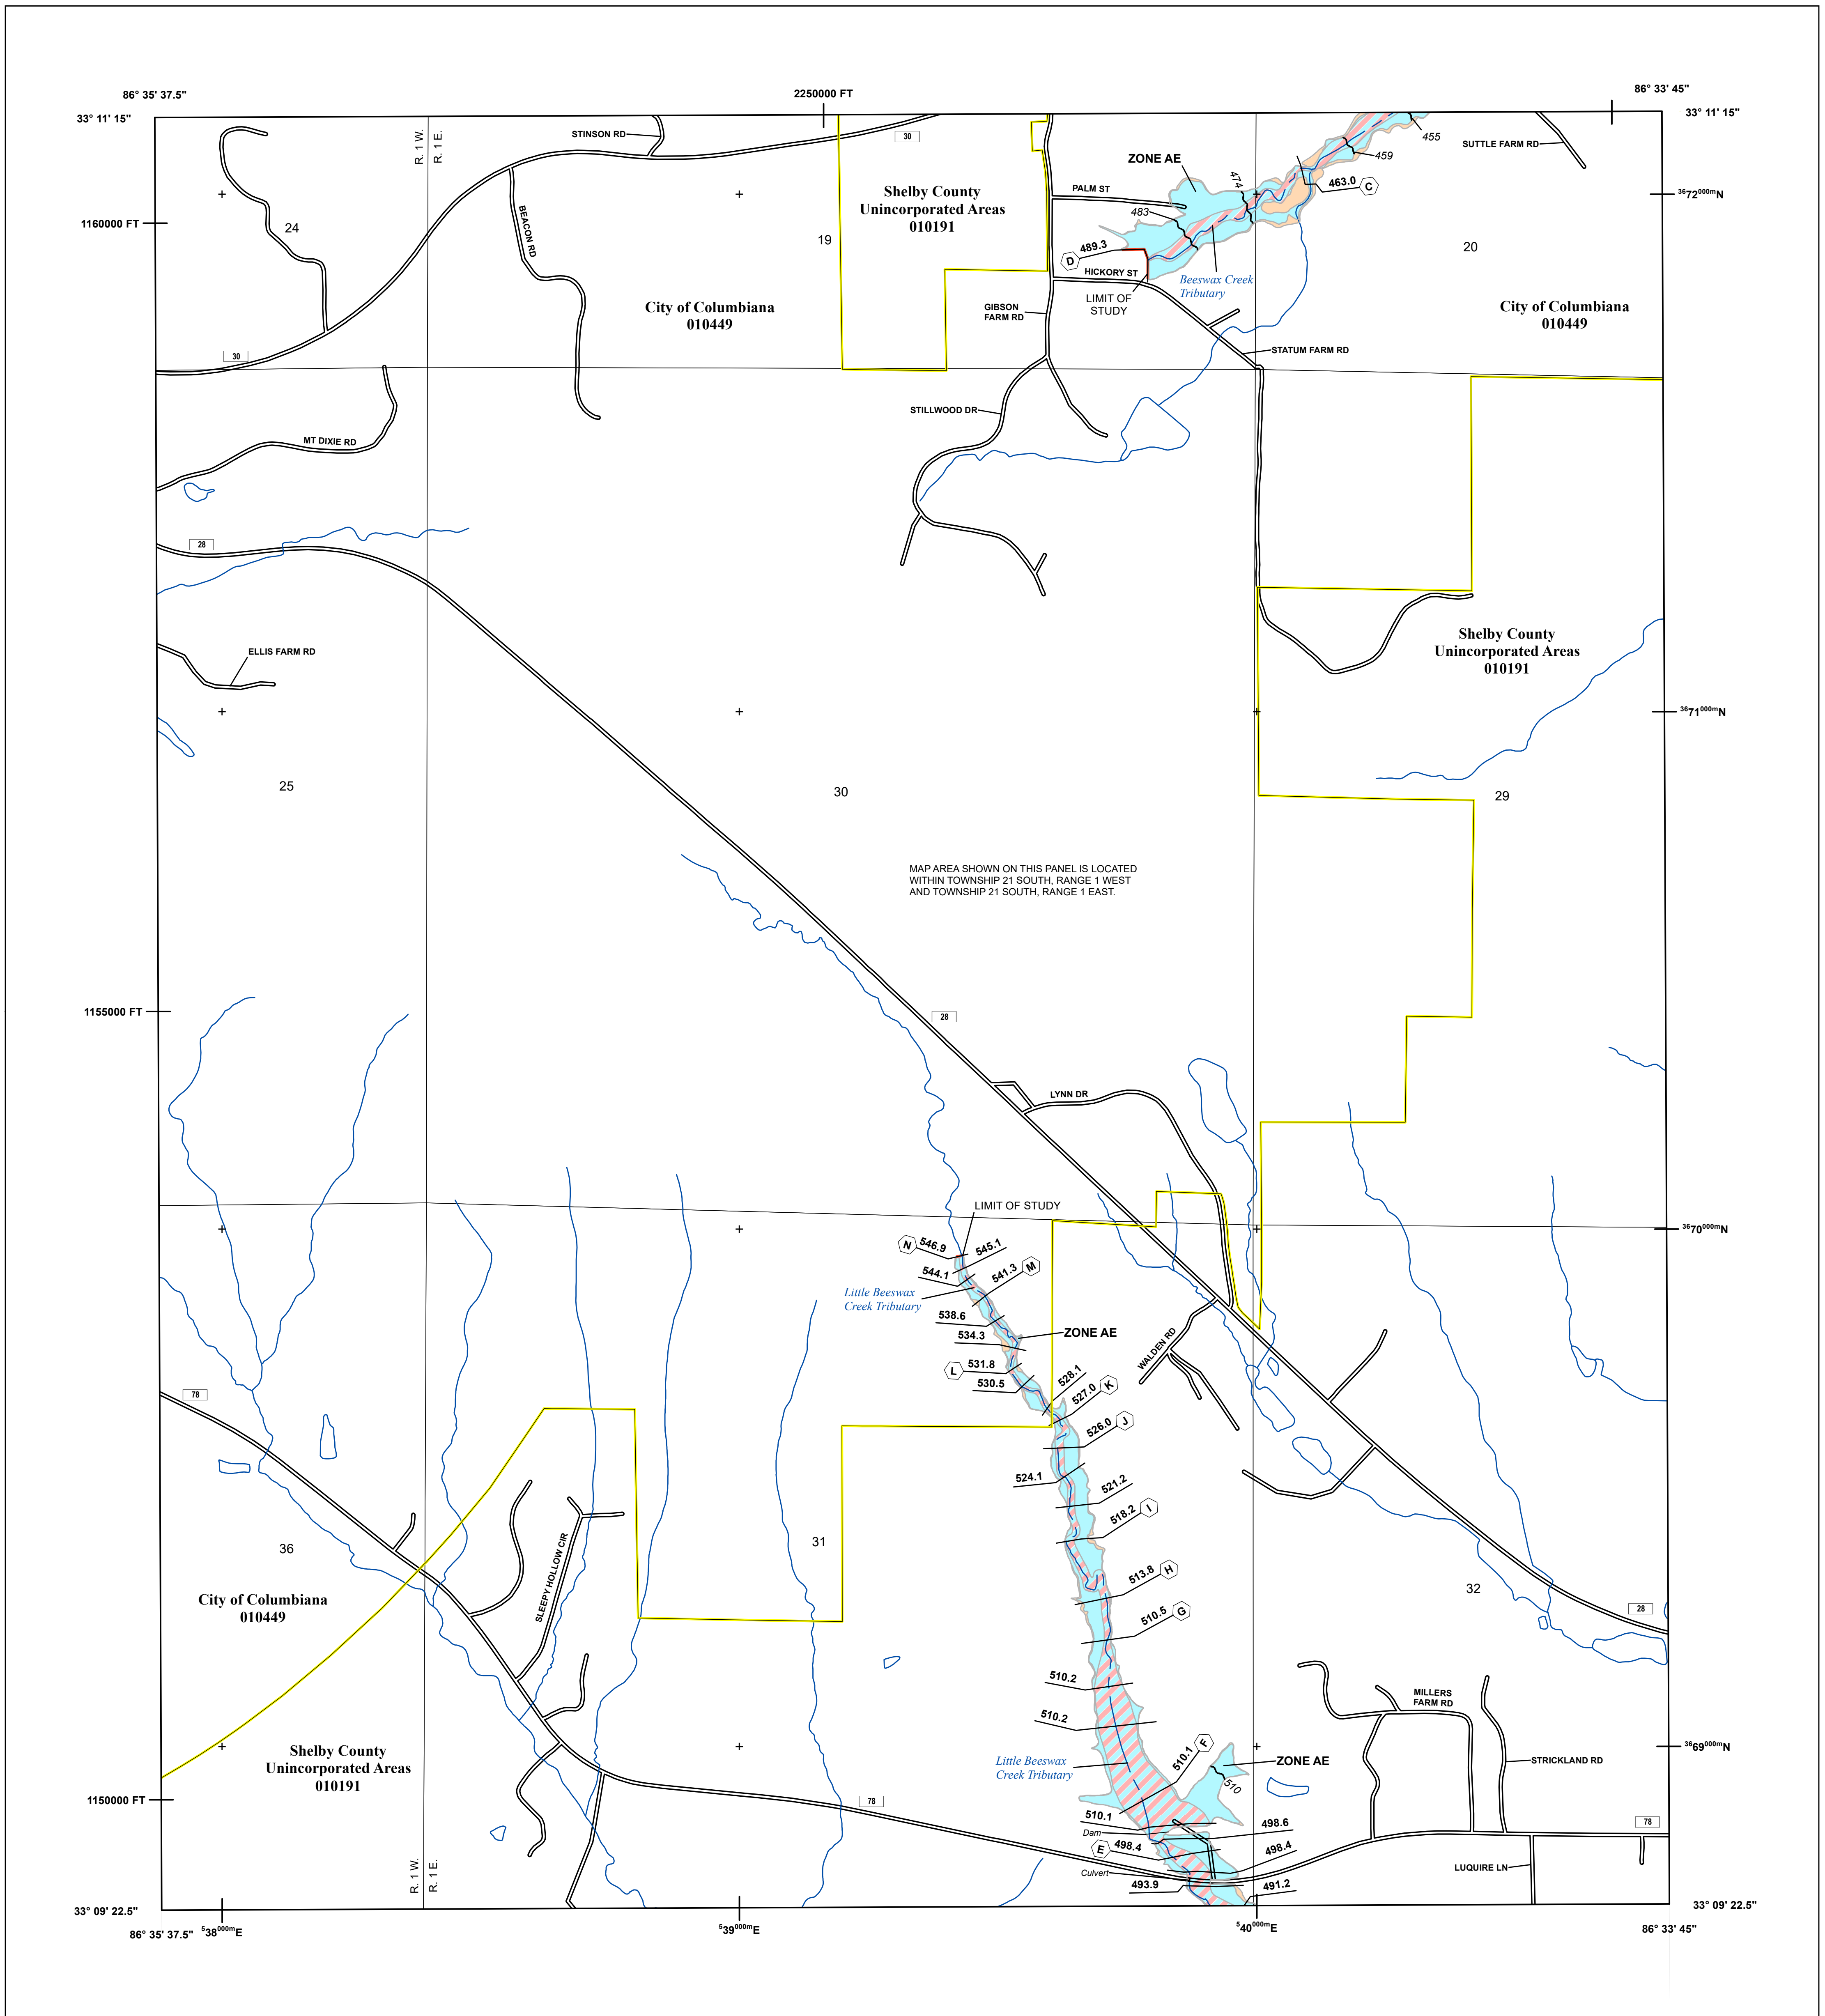 86° 35' 37.5"
2250000 FT
86° 33' 45"
33° 11' 15"
33° 11' 15"
R. 1 W.
R. 1 E.
STINSON RD
30
455
459
SUTTLE FARM RD
ZONE AE
474
463.0 C
PALM ST
3672000mN
Shelby County
Unincorporated Areas
010191
BEACON RD
483
1160000 FT
24
19
20
D 489.3
HICKORY ST
Beeswax Creek
Tributary
LIMIT OF
STUDY
City of Columbiana
010449
GIBSON
FARM RD
City of Columbiana
010449
STATUM FARM RD
30
STILLWOOD DR
MT DIXIE RD
28
ELLIS FARM RD
Shelby County
Unincorporated Areas
010191
3671000mN
25
30
29
MAP AREA SHOWN ON THIS PANEL IS LOCATED
WITHIN TOWNSHIP 21 SOUTH, RANGE 1 WEST
AND TOWNSHIP 21 SOUTH, RANGE 1 EAST.
1155000 FT
28
LYNN DR
LIMIT OF STUDY
3670000mN
N 546.9
545.1
544.1
541.3 M
Little Beeswax
Creek Tributary
538.6
534.3
ZONE AE
WALDEN RD
L 531.8
530.5
528.1
527.0 K
78
526.0 J
524.1
521.2
518.2 I
36
31
SLEEPY HOLLOW CIR
513.8 H
32
City of Columbiana
010449
510.5 G
28
510.2
MILLERS
FARM RD
510.2
3669000mN
Shelby County
Unincorporated Areas
010191
Little Beeswax
Creek Tributary
510.1 F
ZONE AE
STRICKLAND RD
510
1150000 FT
78
510.1
498.6
78
Dam
E 498.4
498.4
Culvert
LUQUIRE LN
R. 1 W.
R. 1 E.
493.9
491.2
33° 09' 22.5"
33° 09' 22.5"
86° 35' 37.5"
538000mE
539000mE
540000mE
86° 33' 45"